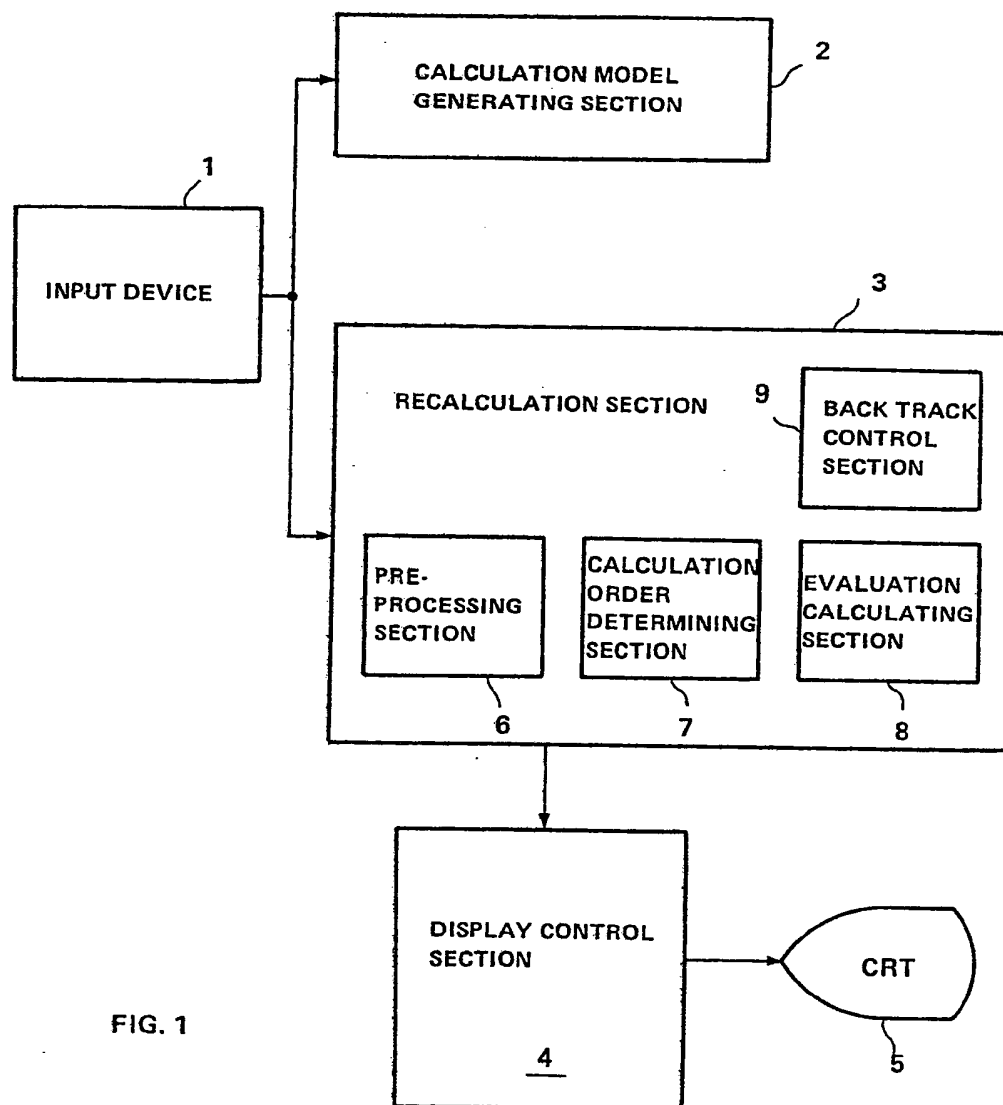 2
CALCULATION MODEL
GENERATING SECTION
1
INPUT DEVICE
3
RECALCULATION SECTION
9
BACK TRACK
CONTROL
SECTION
PRE-
PROCESSING
SECTION
6
CALCULATION
ORDER
DETERMINING
SECTION
7
EVALUATION
CALCULATING
SECTION
8
DISPLAY CONTROL
SECTION
4
CRT
5
FIG. 1